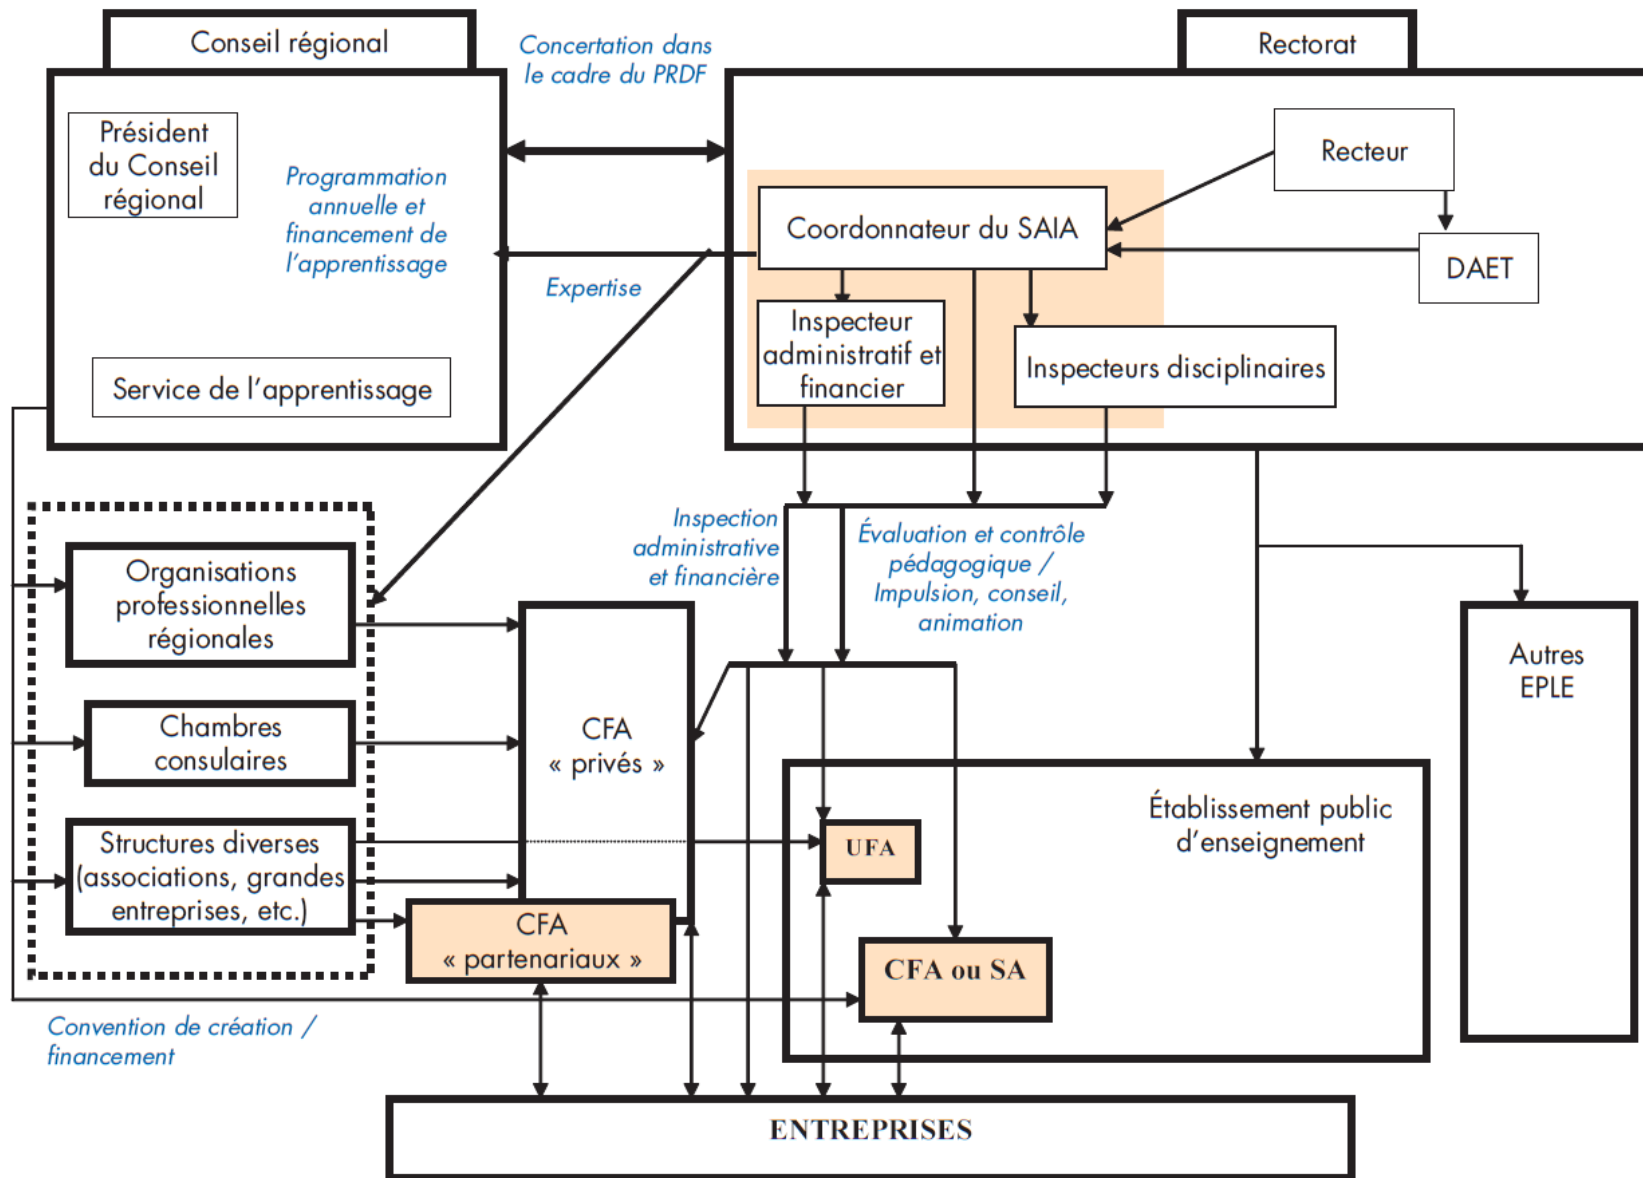 Conseil régional
Concertation dans
le cadre du PRDF
Rectorat
Président
du Conseil
régional
Programmation
annuelle et
financement de
l’apprentissage
Recteur
Coordonnateur du SAIA
DAET
Expertise
Inspecteur
administratif et
financier
Inspecteurs disciplinaires
Service de l’apprentissage
Inspection
administrative
et financière
Évaluation et contrôle
pédagogique /
Impulsion, conseil,
animation
Organisations
professionnelles
régionales
Autres
EPLE
Chambres
consulaires
CFA
« privés »
Établissement public
d’enseignement
Structures diverses
(associations, grandes
entreprises, etc.)
UFA
CFA
« partenariaux »
CFA ou SA
Convention de création /
financement
ENTREPRISES